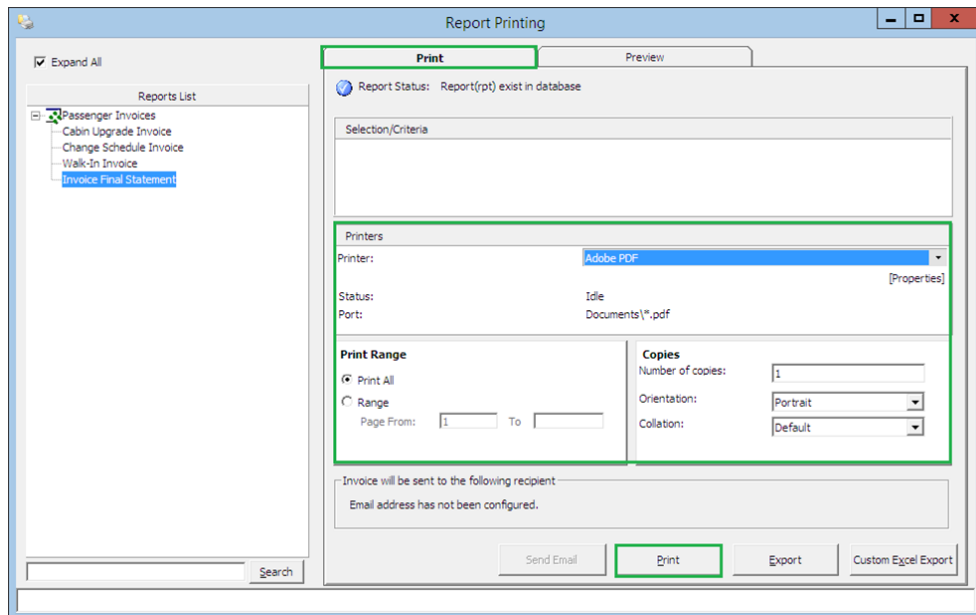 Report Printing
Expand All
Reports List
Passenger Invoices
Cabin Upgrade Invoice
Change Schedule Invoice
Walk-In Invoice
Invoice Final Statement
Search
Print
Preview
Report Status: Report(rpt) exist in database
Selection/Criteria
Printers
Printer: Adobe PDF
[Properties]
Status: Idle
Port: Documents\*.pdf
Print Range
Print All
Range
Page From: 1 To
Copies
Number of copies: 1
Orientation: Portrait
Collation: Default
Invoice will be sent to the following recipient
Email address has not been configured.
Send Email Print Export Custom Excel Export